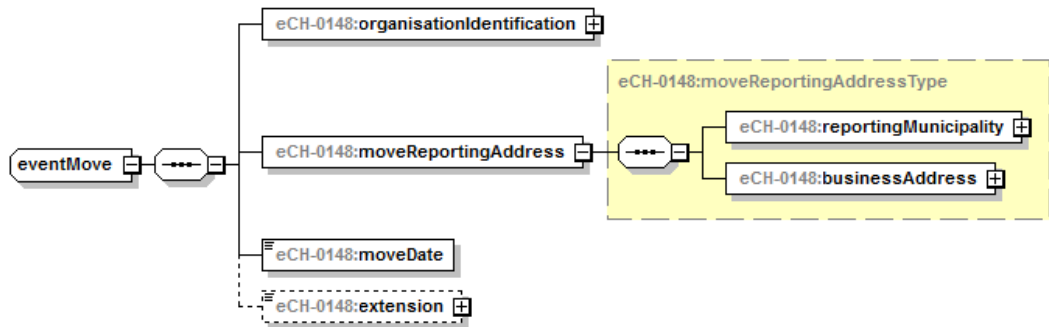 eCH-0148:organisationIdentification
eCH-0148:moveReportingAddressType
eCH-0148:reportingMunicipality
eventMove
eCH-0148:moveReportingAddress
eCH-0148:businessAddress
eCH-0148:moveDate
eCH-0148:extension